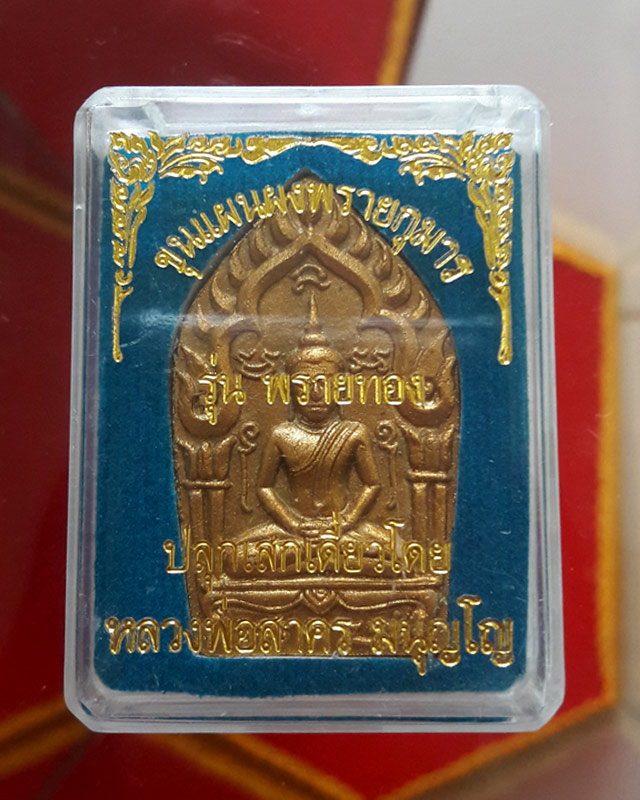 ขุนแผนผงพรายกุมาร
รุ่น พรายทอง
ปลุกเสกเดี่ยวโดย
หลวงพ่อสาคร มนุญโญ